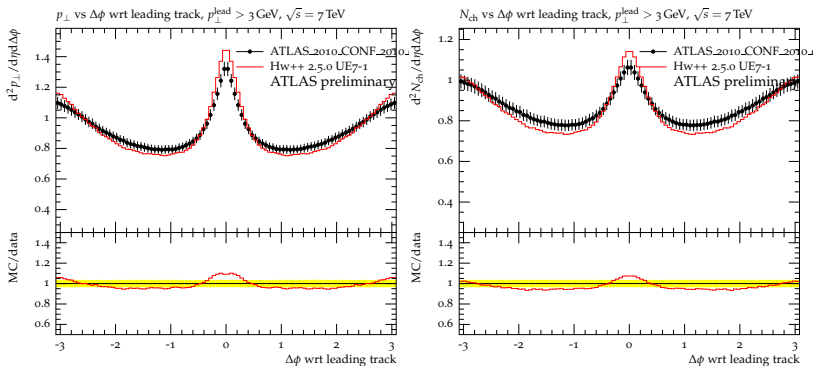 p⊥ vs Δϕ wrt leading track, p⊥^lead > 3 GeV, √s = 7 TeV
d²p⊥/dηdΔϕ
ATLAS_2010_CONF_2010_
Hw++ 2.5.0 UE7-1
ATLAS preliminary
1.4
1.2
1
0.8
0.6
0.4
MC/data
1.4
1.2
1
0.8
0.6
-3 -2 -1 0 1 2 3
Δϕ wrt leading track
Nch vs Δϕ wrt leading track, p⊥^lead > 3 GeV, √s = 7 TeV
d²Nch/dηdΔϕ
ATLAS_2010_CONF_2010_
Hw++ 2.5.0 UE7-1
ATLAS preliminary
1.2
1.0
0.8
0.6
0.4
MC/data
1.4
1.2
1
0.8
0.6
-3 -2 -1 0 1 2 3
Δϕ wrt leading track